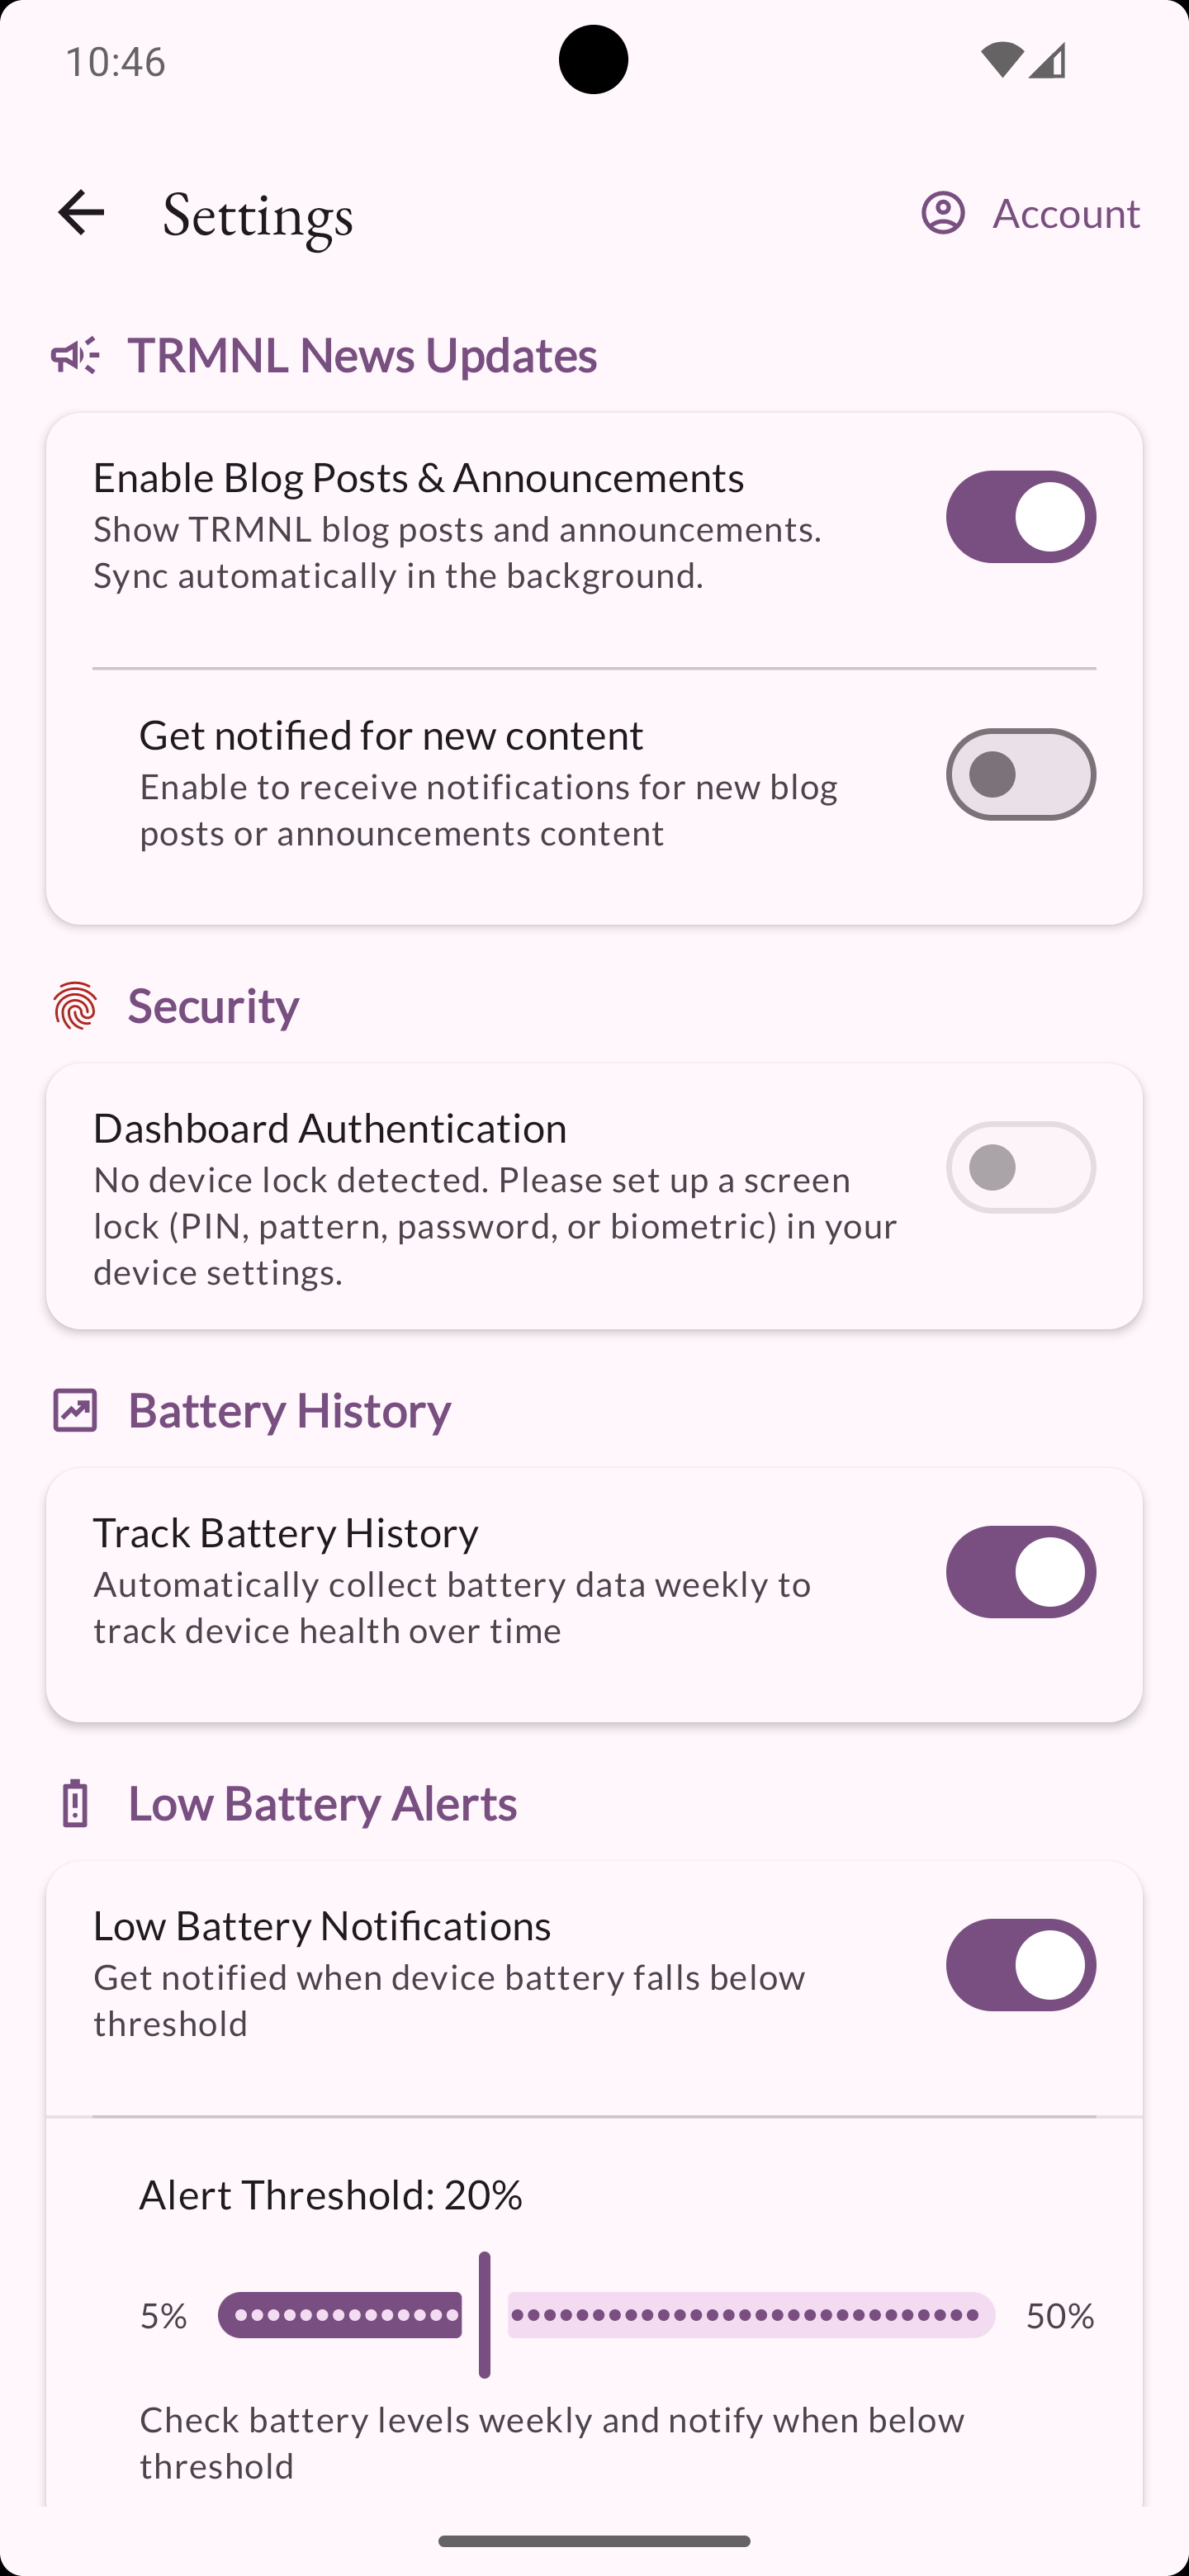 10:46
Settings
Account
TRMNL News Updates
Enable Blog Posts & Announcements
Show TRMNL blog posts and announcements.
Sync automatically in the background.
Get notified for new content
Enable to receive notifications for new blog
posts or announcements content
Security
Dashboard Authentication
No device lock detected. Please set up a screen
lock (PIN, pattern, password, or biometric) in your
device settings.
Battery History
Track Battery History
Automatically collect battery data weekly to
track device health over time
Low Battery Alerts
Low Battery Notifications
Get notified when device battery falls below
threshold
Alert Threshold: 20%
5%
50%
Check battery levels weekly and notify when below
threshold